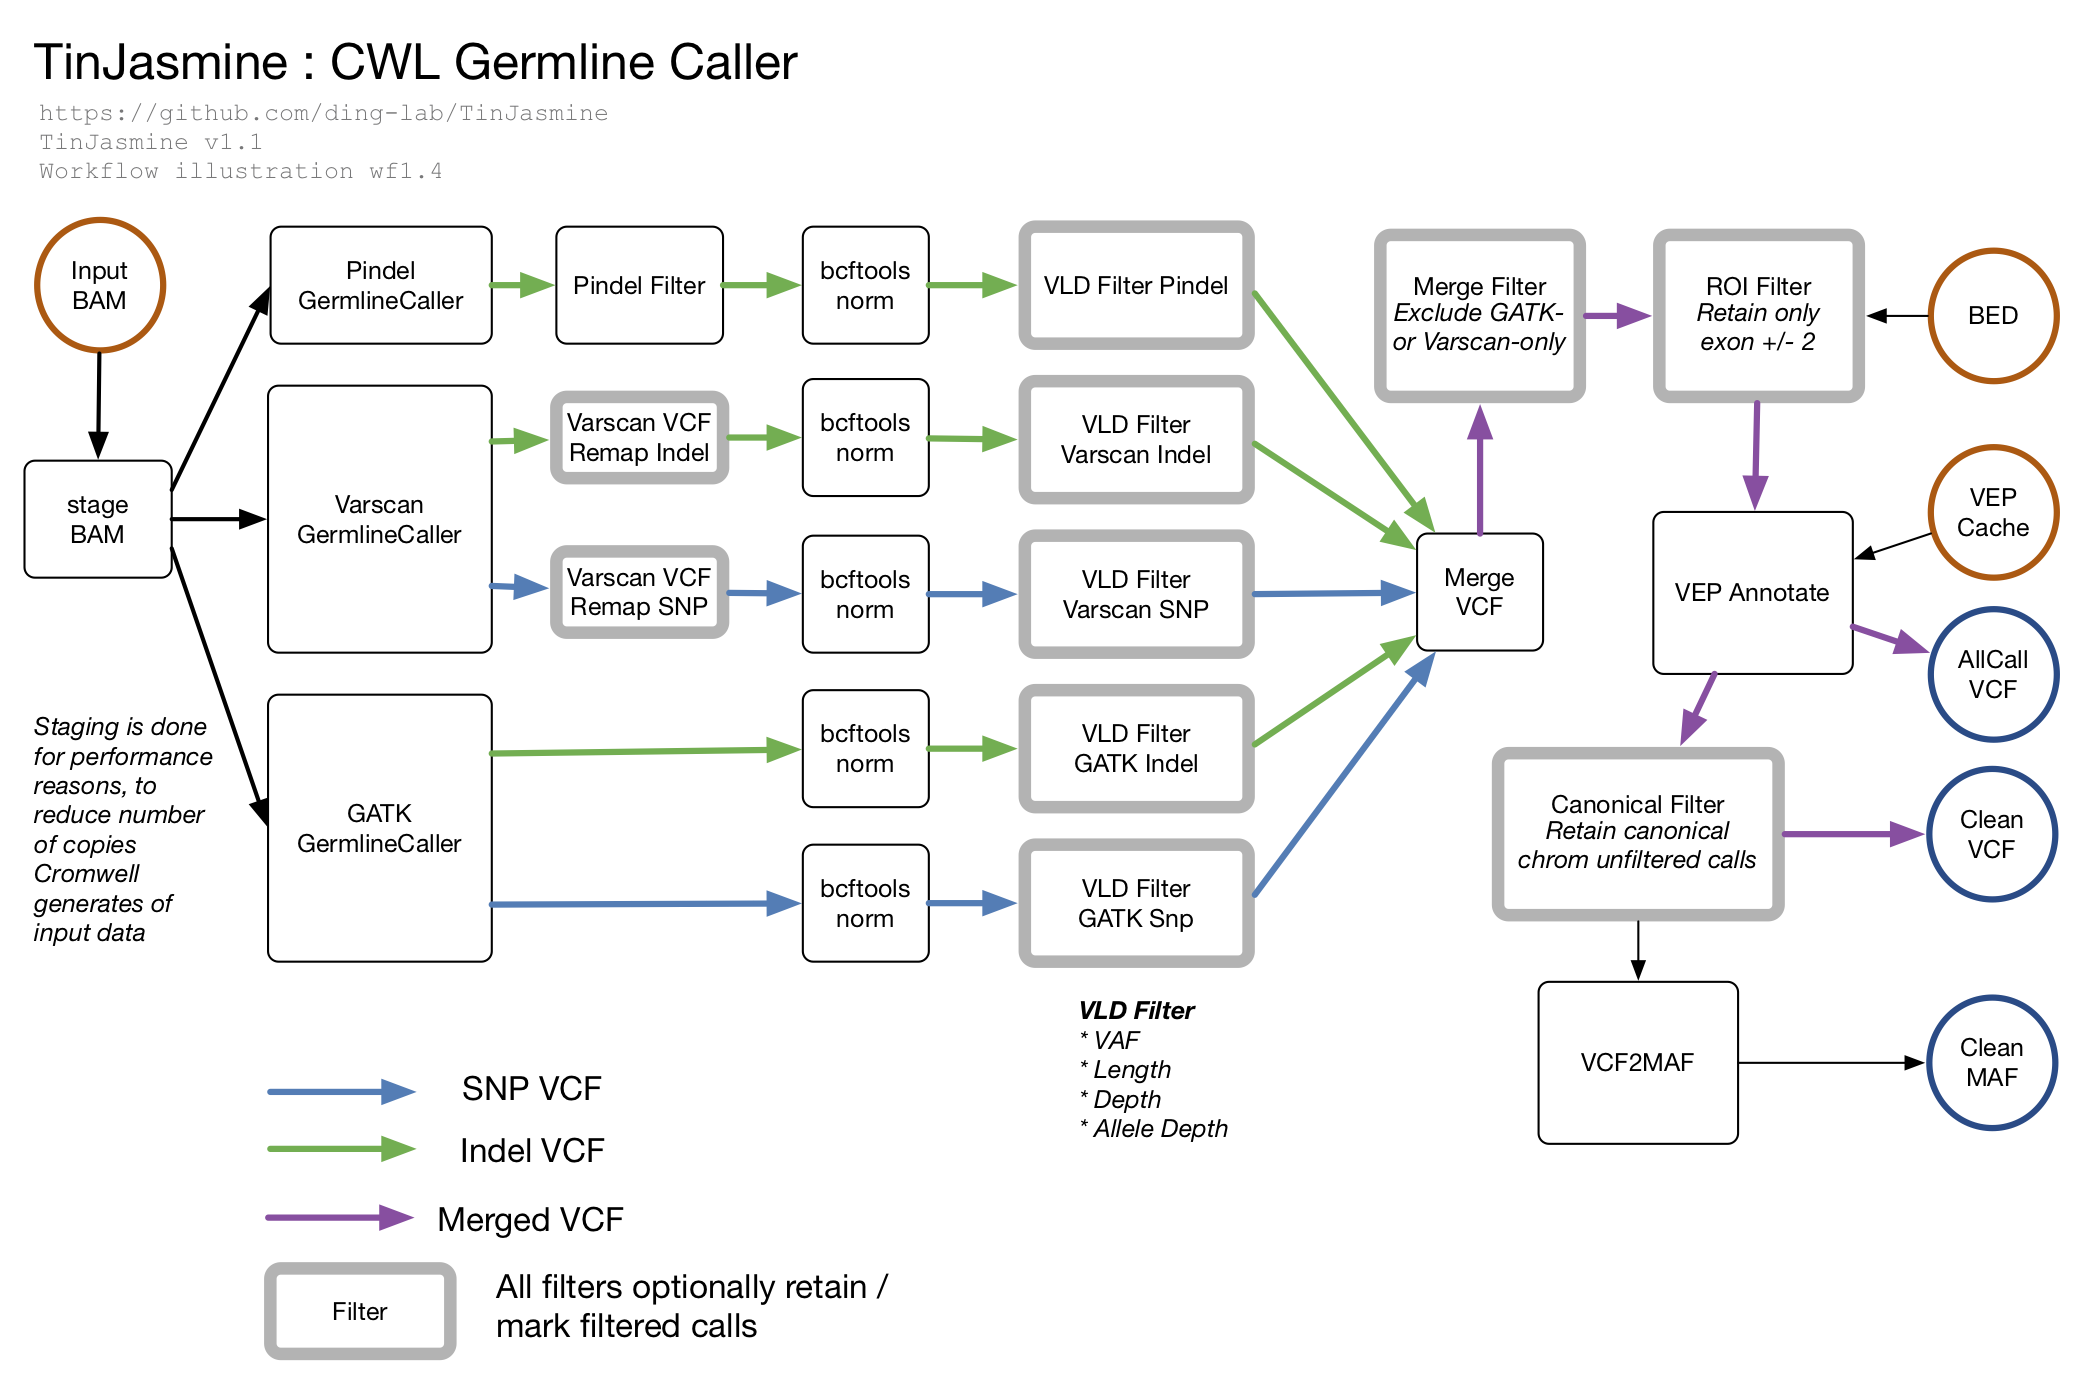 TinJasmine : CWL Germline Caller
https://github.com/ding-lab/TinJasmine
TinJasmine v1.1
Workflow illustration wf1.4
Input
BAM
stage
BAM
Staging is done
for performance
reasons, to
reduce number
of copies
Cromwell
generates of
input data
Pindel
GermlineCaller
Pindel Filter
bcftools
norm
VLD Filter Pindel
Varscan
GermlineCaller
Varscan VCF
Remap Indel
bcftools
norm
VLD Filter
Varscan Indel
Varscan VCF
Remap SNP
bcftools
norm
VLD Filter
Varscan SNP
GATK
GermlineCaller
bcftools
norm
VLD Filter
GATK Indel
bcftools
norm
VLD Filter
GATK Snp
VLD Filter
* VAF
* Length
* Depth
* Allele Depth
Merge
VCF
Merge Filter
Exclude GATK-
or Varscan-only
ROI Filter
Retain only
exon +/- 2
BED
VEP
Cache
VEP Annotate
AllCall
VCF
Canonical Filter
Retain canonical
chrom unfiltered calls
Clean
VCF
VCF2MAF
Clean
MAF
SNP VCF
Indel VCF
Merged VCF
Filter
All filters optionally retain /
mark filtered calls